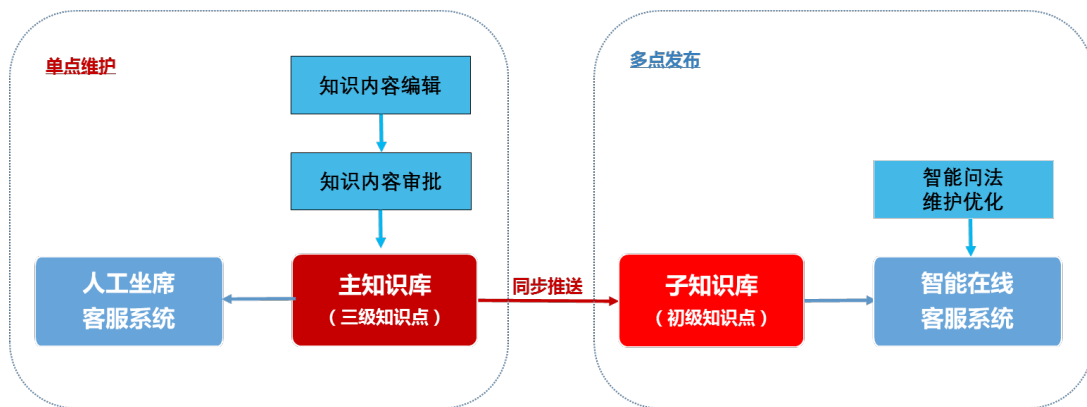 单点维护
知识内容编辑
知识内容审批
人工坐席
客服系统
主知识库
（三级知识点）
同步推送
多点发布
智能问法
维护优化
子知识库
（初级知识点）
智能在线
客服系统